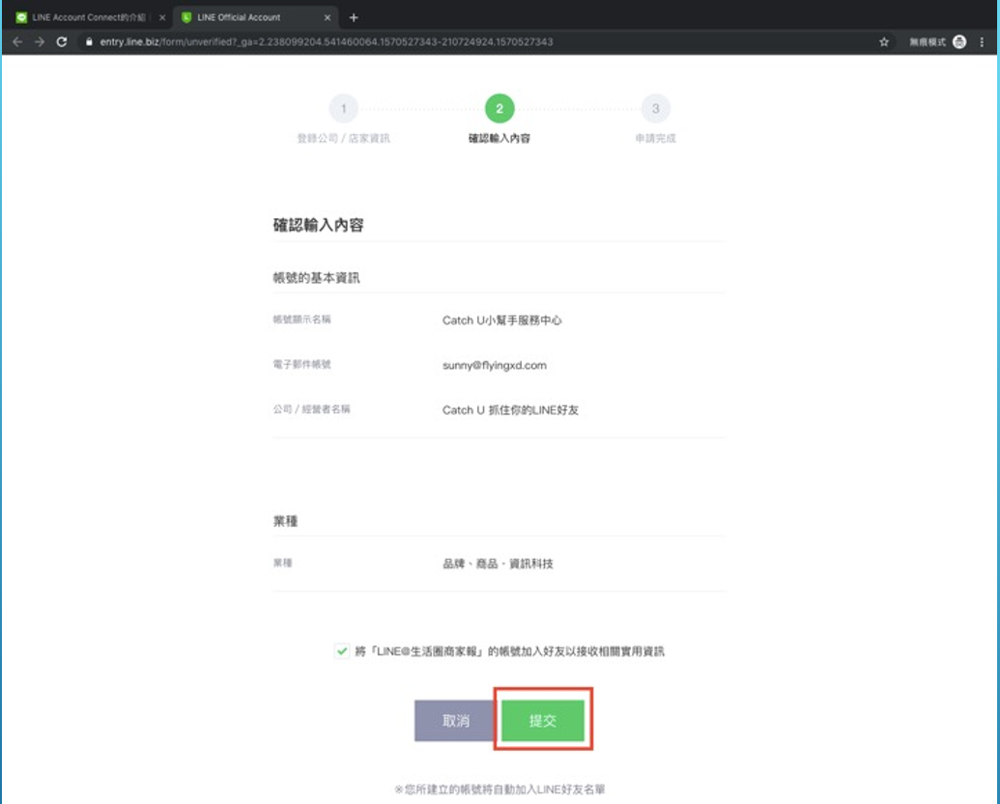 LINE Account Connect的介紹
LINE Official Account
entry.line.biz/form/unverified?_ga=2.238099204.541460064.1570527343-210724924.1570527343
無痕模式
1
2
3
登錄公司 / 店家資訊
確認輸入內容
申請完成
確認輸入內容
帳號的基本資訊
帳號顯示名稱
Catch U小幫手服務中心
電子郵件帳號
sunny@flyingxd.com
公司 / 經營者名稱
Catch U 抓住你的LINE好友
業種
業種
品牌、商品 - 資訊科技
將「LINE@生活圈商家報」的帳號加入好友以接收相關實用資訊
取消
提交
※您所建立的帳號將自動加入LINE好友名單